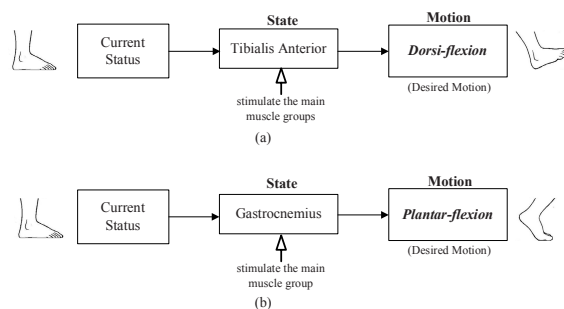 State
Motion
Current
Status
Tibialis Anterior
Dorsi-flexion
(Desired Motion)
stimulate the main
muscle groups
(a)
State
Motion
Current
Status
Gastrocnemius
Plantar-flexion
(Desired Motion)
stimulate the main
muscle group
(b)